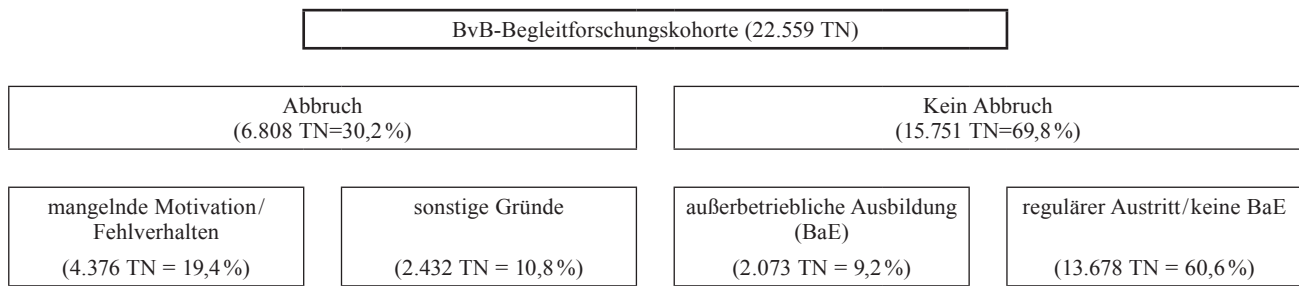 BvB-Begleitforschungskohorte (22.559 TN)
Abbruch
(6.808 TN=30,2%)
Kein Abbruch
(15.751 TN=69,8%)
mangelnde Motivation/
Fehlverhalten
(4.376 TN = 19,4%)
sonstige Gründe
(2.432 TN = 10,8%)
außerbetriebliche Ausbildung
(BaE)
(2.073 TN = 9,2%)
regulärer Austritt/keine BaE
(13.678 TN = 60,6%)